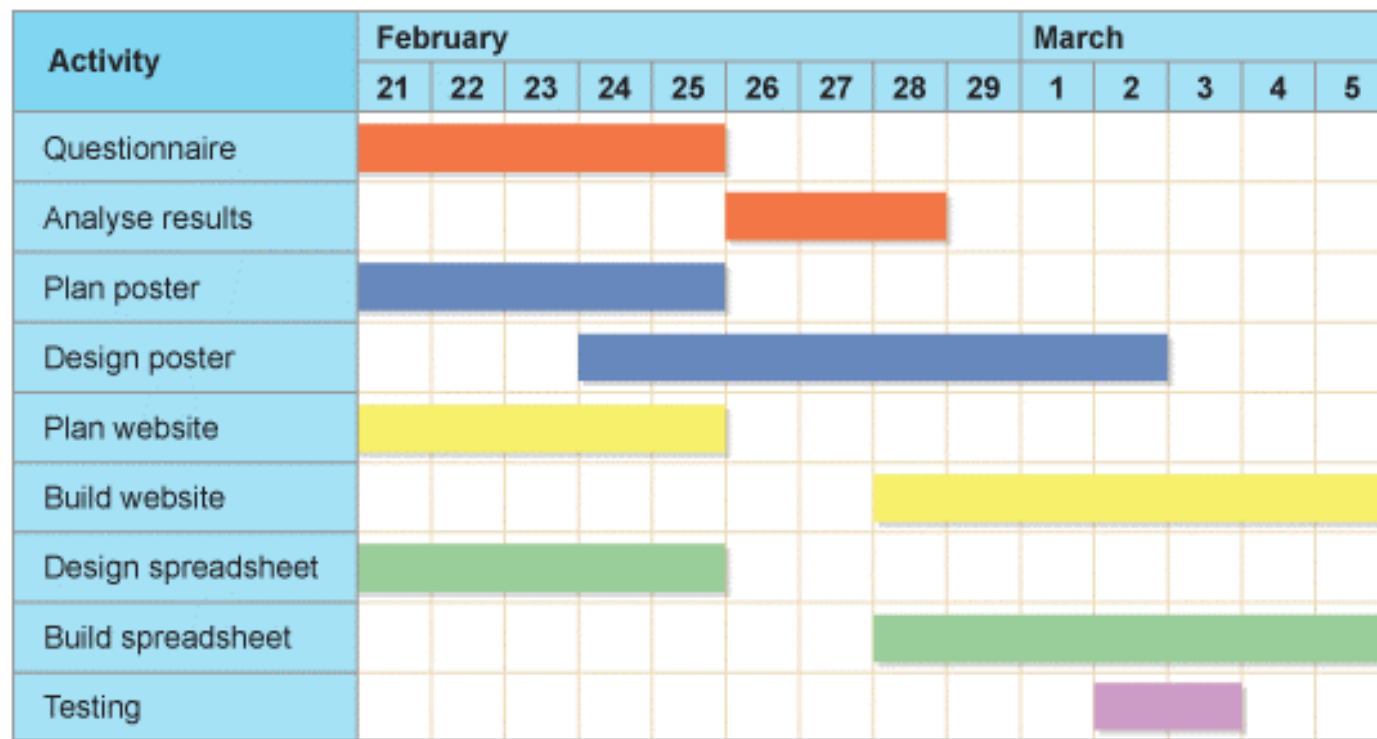 Activity February March
21 22 23 24 25 26 27 28 29 1 2 3 4 5
Questionnaire
Analyse results
Plan poster
Design poster
Plan website
Build website
Design spreadsheet
Build spreadsheet
Testing